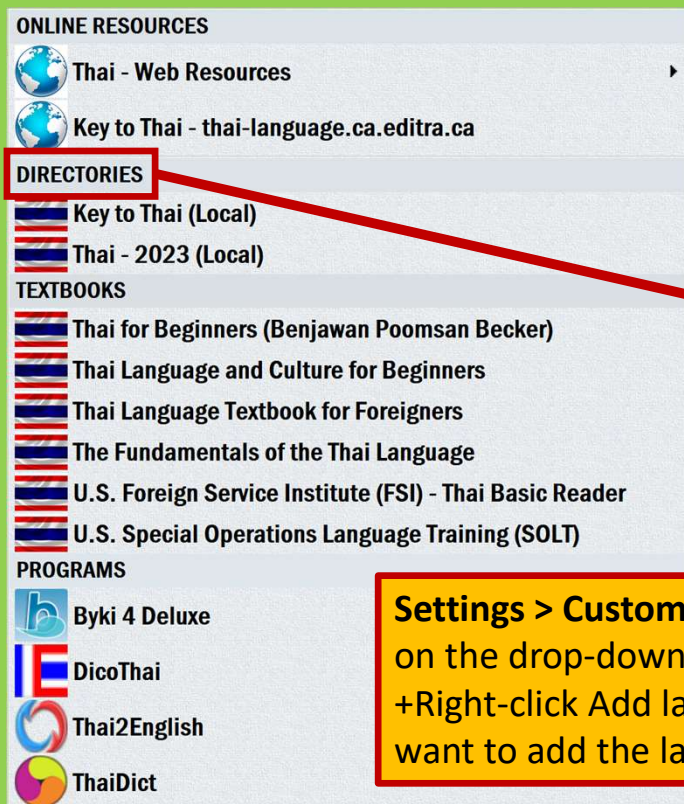 ONLINE RESOURCES
Thai - Web Resources
Key to Thai - thai-language.ca.editra.ca
DIRECTORIES
Key to Thai (Local)
Thai - 2023 (Local)
TEXTBOOKS
Thai for Beginners (Benjawan Poomsan Becker)
Thai Language and Culture for Beginners
Thai Language Textbook for Foreigners
The Fundamentals of the Thai Language
U.S. Foreign Service Institute (FSI) - Thai Basic Reader
U.S. Special Operations Language Training (SOLT)
PROGRAMS
Byki 4 Deluxe
DicoThai
Thai2English
ThaiDict
Settings > Custom
on the drop-down
+Right-click Add la
want to add the la